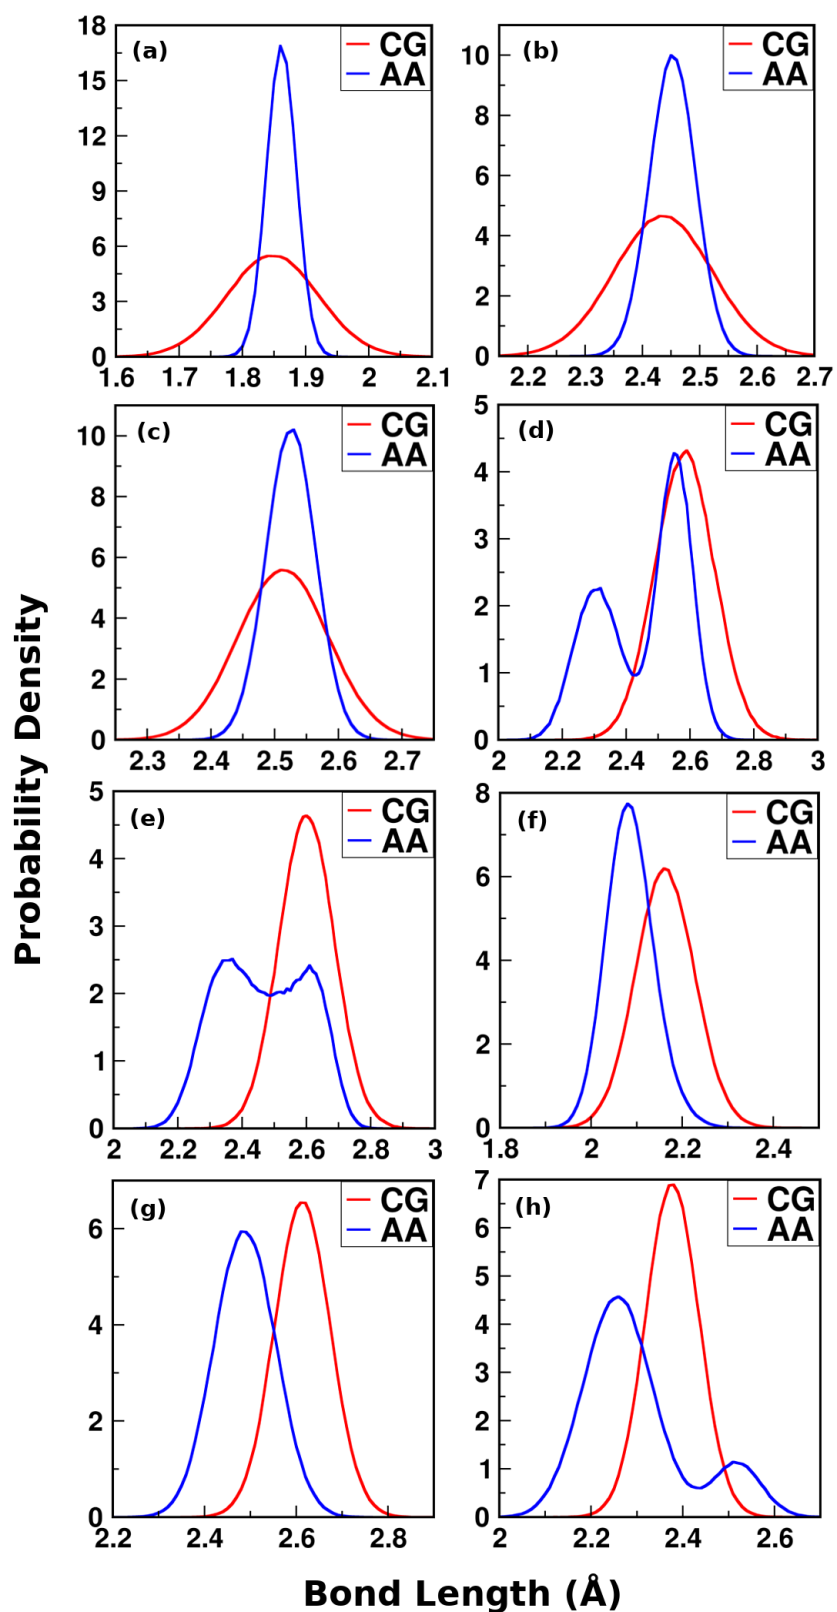 Probability Density
(a)
CG
AA
18
15
12
9
6
3
0
1.6 1.7 1.8 1.9 2 2.1
(b)
CG
AA
10
8
6
4
2
0
2.2 2.3 2.4 2.5 2.6 2.7
(c)
CG
AA
10
8
6
4
2
0
2.3 2.4 2.5 2.6 2.7
(d)
CG
AA
5
4
3
2
1
0
2 2.2 2.4 2.6 2.8 3
(e)
CG
AA
5
4
3
2
1
0
2 2.2 2.4 2.6 2.8 3
(f)
CG
AA
8
6
4
2
0
1.8 2 2.2 2.4
(g)
CG
AA
6
4
2
0
2.2 2.4 2.6 2.8
(h)
CG
AA
7
6
5
4
3
2
1
0
2 2.2 2.4 2.6
Bond Length (Å)